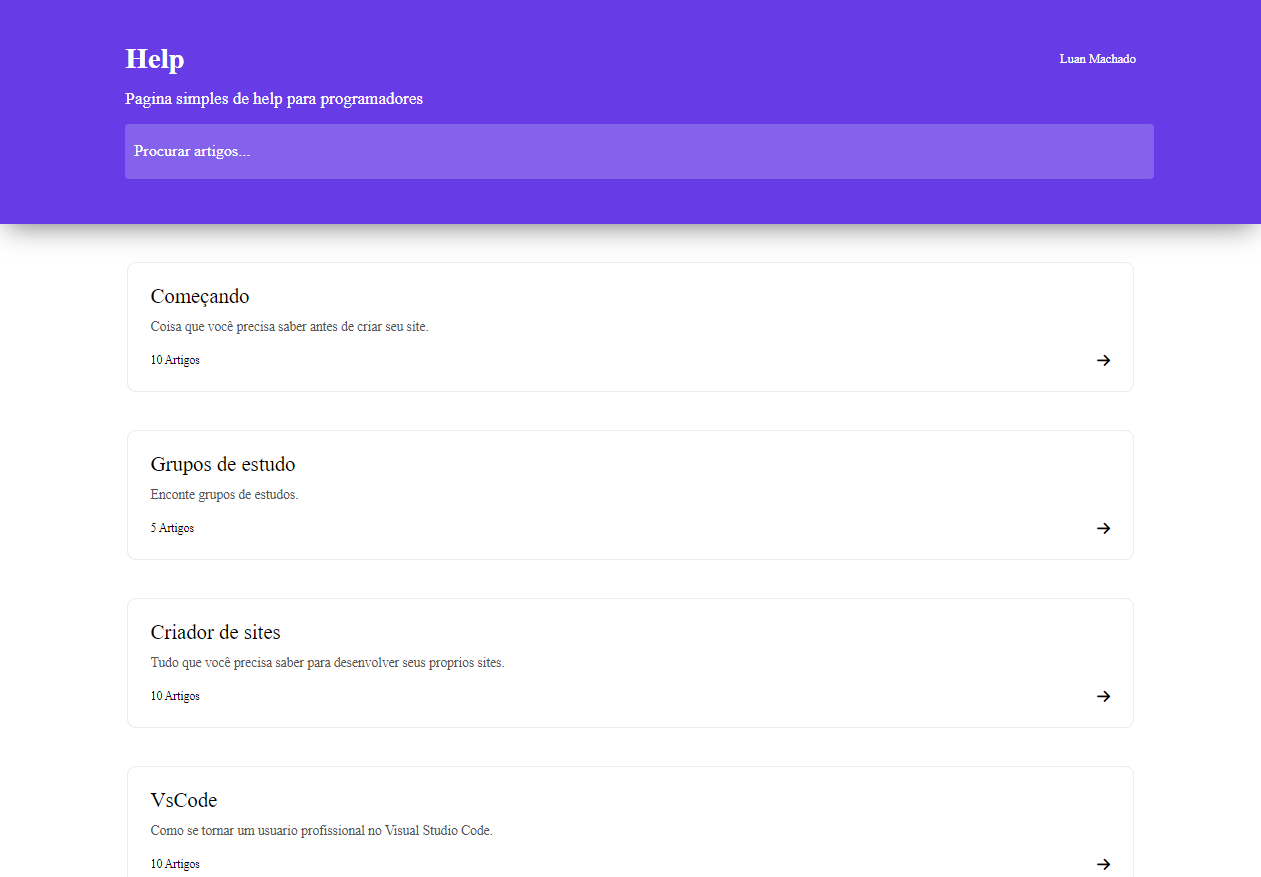 Help
Luan Machado
Pagina simples de help para programadores
Procurar artigos...
Começando
Coisa que você precisa saber antes de criar seu site.
10 Artigos
Grupos de estudo
Enconte grupos de estudos.
5 Artigos
Criador de sites
Tudo que você precisa saber para desenvolver seus proprios sites.
10 Artigos
VsCode
Como se tornar um usuario profissional no Visual Studio Code.
10 Artigos